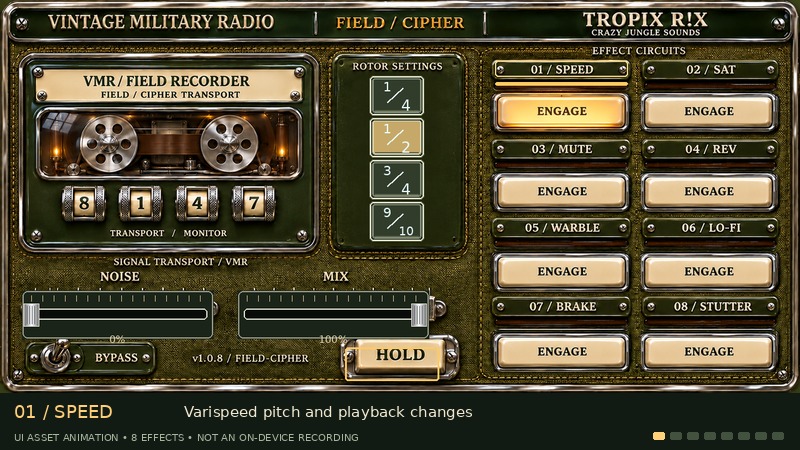 VINTAGE MILITARY RADIO
FIELD / CIPHER
TROPIX R!X
CRAZY JUNGLE SOUNDS
VMR / FIELD RECORDER
FIELD / CIPHER TRANSPORT
8 1 4 7
TRANSPORT / MONITOR
ROTOR SETTINGS
1/4
1/2
3/4
9/10
EFFECT CIRCUITS
01 / SPEED
02 / SAT
ENGAGE
ENGAGE
03 / MUTE
04 / REV
ENGAGE
ENGAGE
05 / WARBLE
06 / LO-FI
ENGAGE
ENGAGE
07 / BRAKE
08 / STUTTER
ENGAGE
ENGAGE
SIGNAL TRANSPORT / VMR
NOISE
MIX
0%
100%
BYPASS
v1.0.8 / FIELD-CIPHER
HOLD
01 / SPEED
Varispeed pitch and playback changes
UI ASSET ANIMATION • 8 EFFECTS • NOT AN ON-DEVICE RECORDING